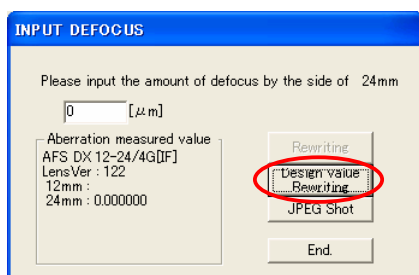 INPUT DEFOCUS
Please input the amount of defocus by the side of 24mm
0 [μm]
Aberration measured value
AFS DX 12-24/4G[IF]
LensVer : 122
12mm :
24mm : 0.000000
Rewriting
Design value
Rewriting
JPEG Shot
End.